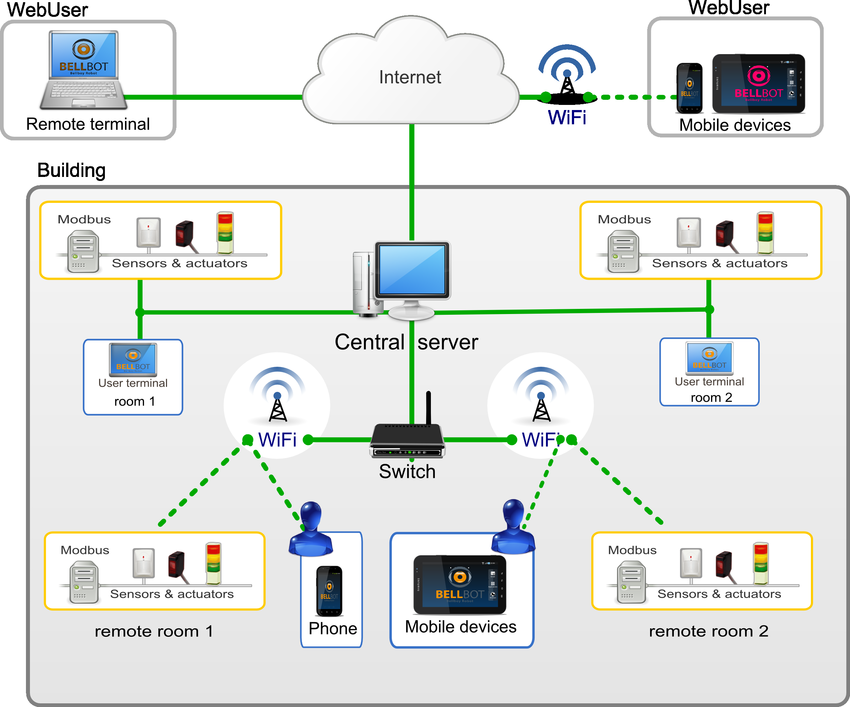 WebUser
WebUser
BELLBOT
Remote terminal
Internet
WiFi
BELLBOT
BELLBOT
Mobile devices
Building
Modbus
Sensors & actuators
Modbus
Sensors & actuators
Central server
BELLBOT
User terminal
room 1
BELLBOT
User terminal
room 2
WiFi
WiFi
Switch
Modbus
Sensors & actuators
remote room 1
BELLBOT
Phone
BELLBOT
Mobile devices
Modbus
Sensors & actuators
remote room 2